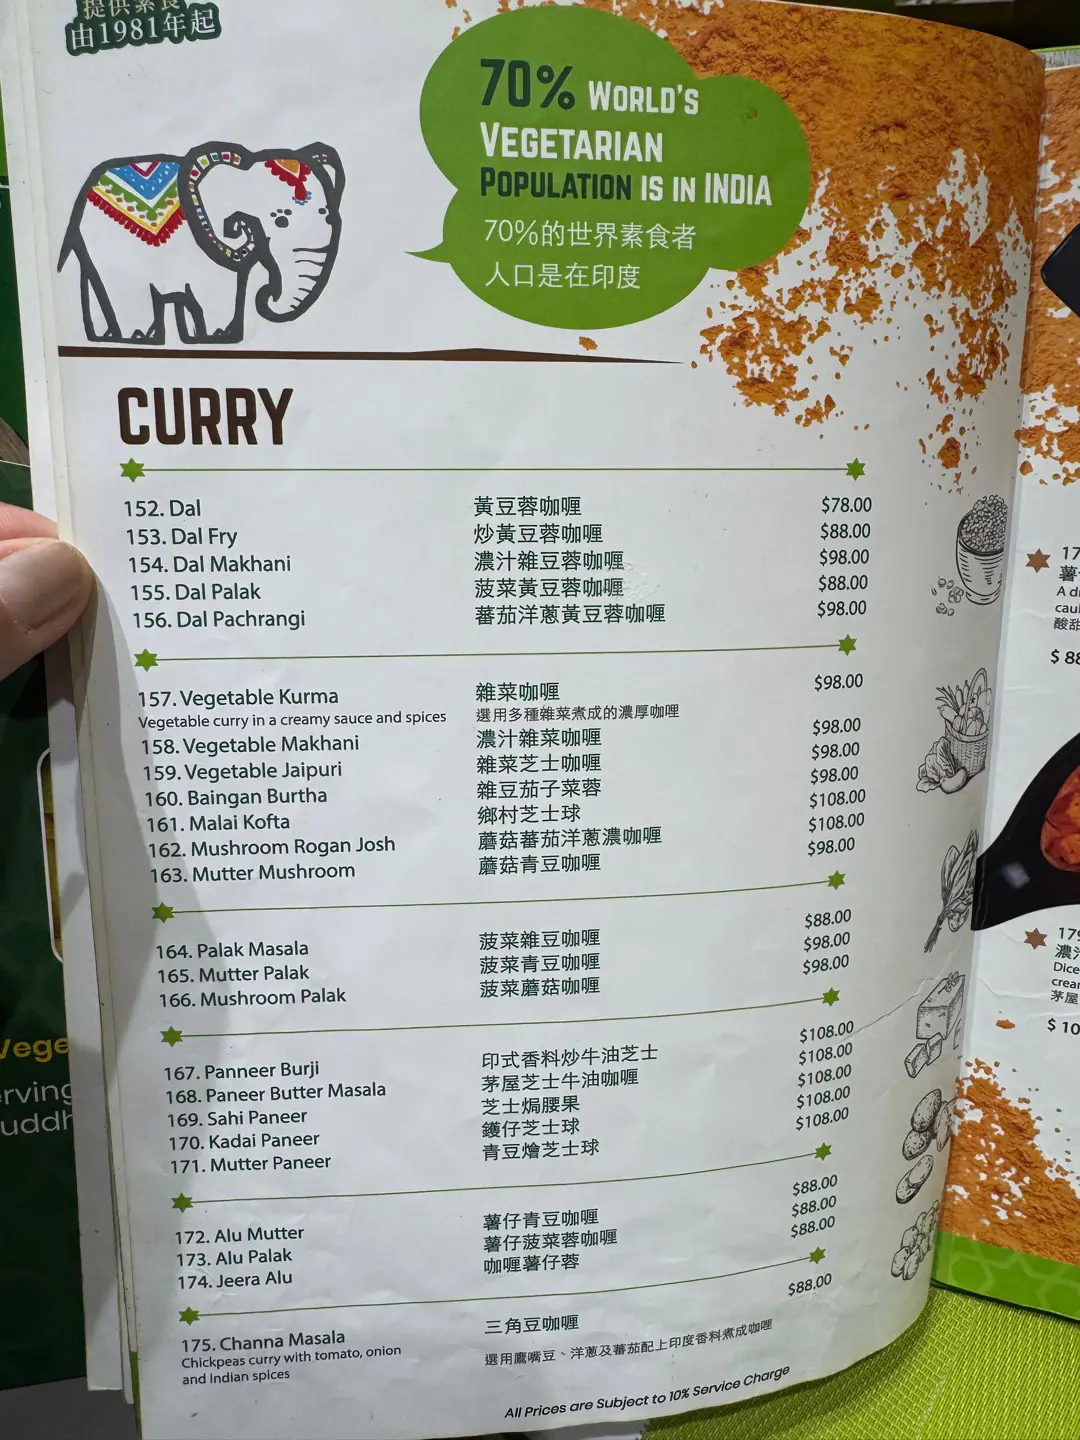 提供素食
由1981年起
70% WORLD'S
VEGETARIAN
POPULATION IS IN INDIA
70%的世界素食者
人口是在印度
CURRY
152. Dal 黃豆蓉咖喱 $78.00
153. Dal Fry 炒黃豆蓉咖喱 $88.00
154. Dal Makhani 濃汁雜豆蓉咖喱 $98.00
155. Dal Palak 菠菜黃豆蓉咖喱 $88.00
156. Dal Pachrangi 蕃茄洋蔥黃豆蓉咖喱 $98.00
157. Vegetable Kurma 雜菜咖喱 $98.00
Vegetable curry in a creamy sauce and spices 選用多種雜菜煮成的濃厚咖哩
158. Vegetable Makhani 濃汁雜菜咖喱 $98.00
159. Vegetable Jaipuri 雜菜芝士咖喱 $98.00
160. Baingan Burtha 雜豆茄子菜蓉 $98.00
161. Malai Kofta 鄉村芝士球 $108.00
162. Mushroom Rogan Josh 蘑菇蕃茄洋蔥濃咖喱 $108.00
163. Mutter Mushroom 蘑菇青豆咖喱 $98.00
164. Palak Masala 菠菜雜豆咖喱 $88.00
165. Mutter Palak 菠菜青豆咖喱 $98.00
166. Mushroom Palak 菠菜蘑菇咖喱 $98.00
167. Panneer Burji 印式香料炒牛油芝士 $108.00
168. Paneer Butter Masala 茅屋芝士牛油咖喱 $108.00
169. Sahi Paneer 芝士焗腰果 $108.00
170. Kadai Paneer 鑊仔芝士球 $108.00
171. Mutter Paneer 青豆燴芝士球 $108.00
172. Alu Mutter 薯仔青豆咖喱 $88.00
173. Alu Palak 薯仔菠菜蓉咖喱 $88.00
174. Jeera Alu 咖喱薯仔蓉 $88.00
175. Channa Masala 三角豆咖喱 $88.00
Chickpeas curry with tomato, onion 選用鷹嘴豆、洋蔥及蕃茄配上印度香料煮成咖哩
and Indian spices
All Prices are Subject to 10% Service Charge
薯
A
酸甜
$ 88
179
濃汁
Dice
茅屋
$ 10